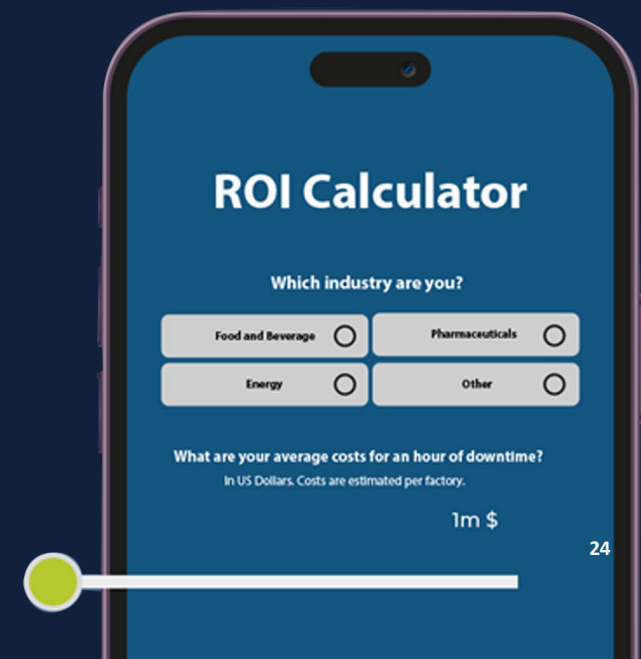 ROI Calculator
Which industry are you?
Food and Beverage
Pharmaceuticals
Energy
Other
What are your average costs for an hour of downtime?
In US Dollars. Costs are estimated per factory.
1m $
24